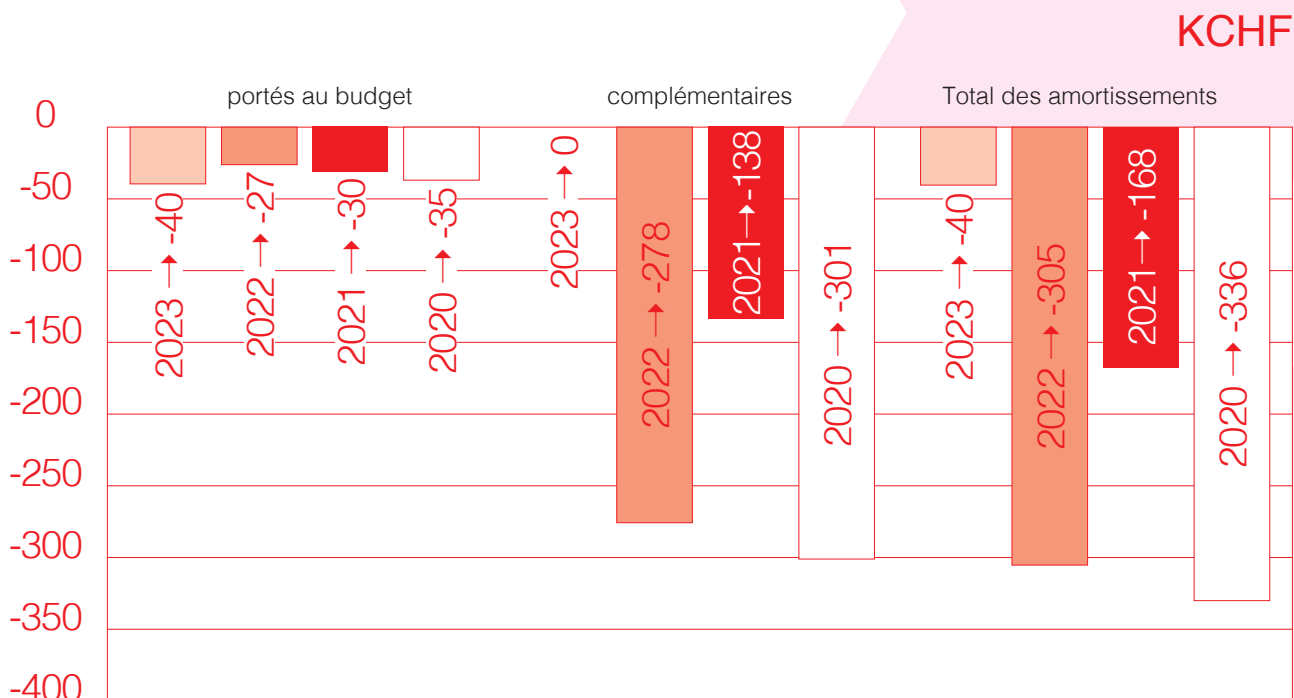 KCHF
portés au budget
complémentaires
Total des amortissements
0
-50
-100
-150
-200
-250
-300
-350
-400
2023 → -40
2022 → -27
2021 → -30
2020 → -35
2023 → 0
2022 → -278
2021 → -138
2020 → -301
2023 → -40
2022 → -305
2021 → -168
2020 → -336